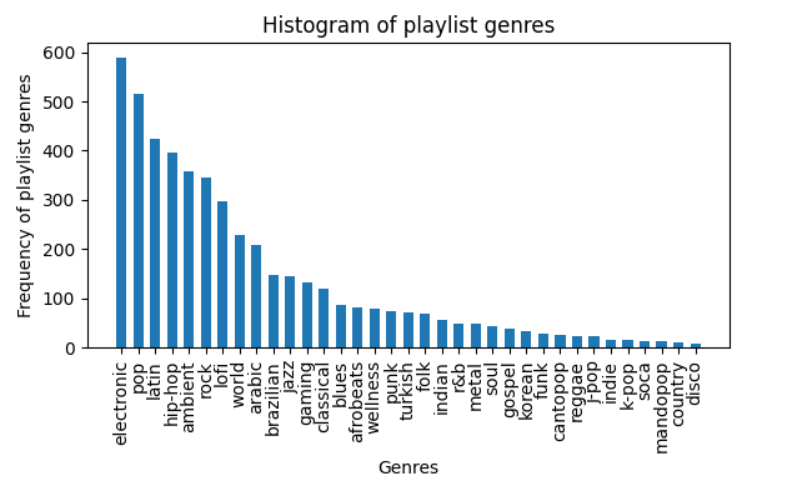 Histogram of playlist genres
Frequency of playlist genres
600
500
400
300
200
100
0
electronic
pop
latin
hip-hop
ambient
rock
lofi
world
arabic
brazilian
jazz
gaming
classical
blues
afrobeats
wellness
punk
turkish
folk
indian
r&b
metal
soul
gospel
korean
funk
cantopop
reggae
j-pop
indie
k-pop
soca
mandopop
country
disco
Genres